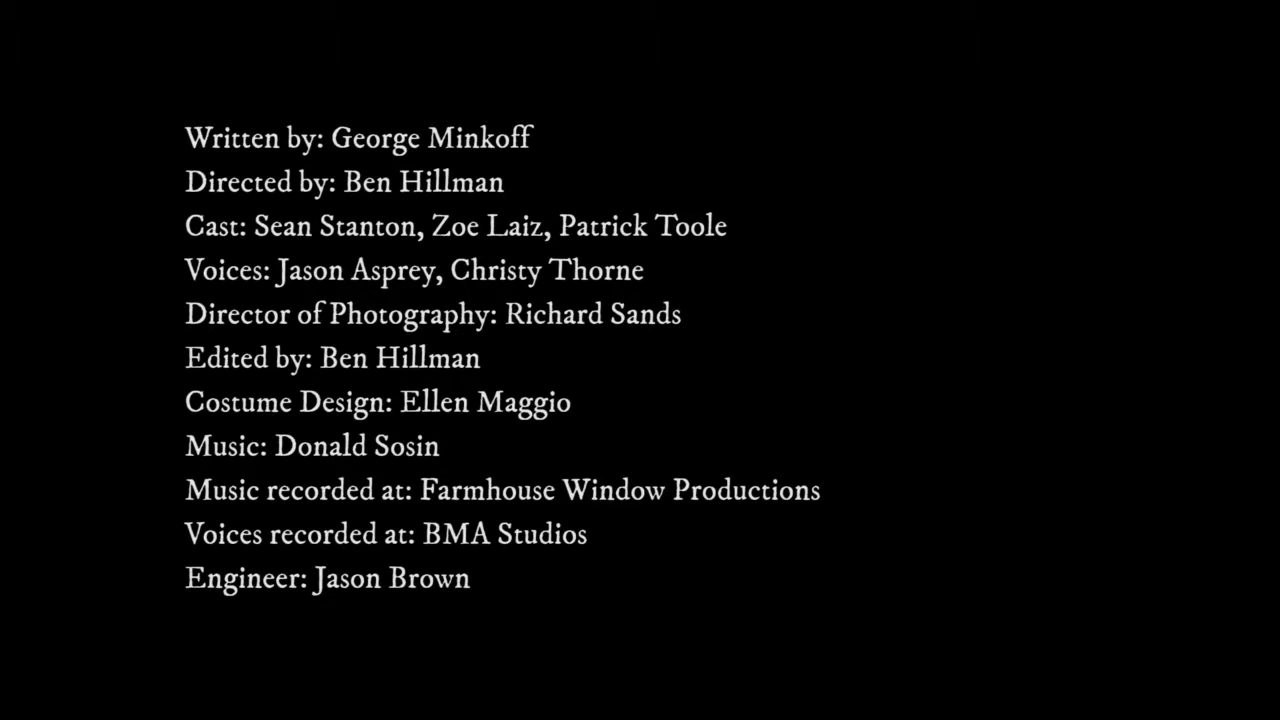 Written by: George Minkoff
Directed by: Ben Hillman
Cast: Sean Stanton, Zoe Laiz, Patrick Toole
Voices: Jason Asprey, Christy Thorne
Director of Photography: Richard Sands
Edited by: Ben Hillman
Costume Design: Ellen Maggio
Music: Donald Sosin
Music recorded at: Farmhouse Window Productions
Voices recorded at: BMA Studios
Engineer: Jason Brown